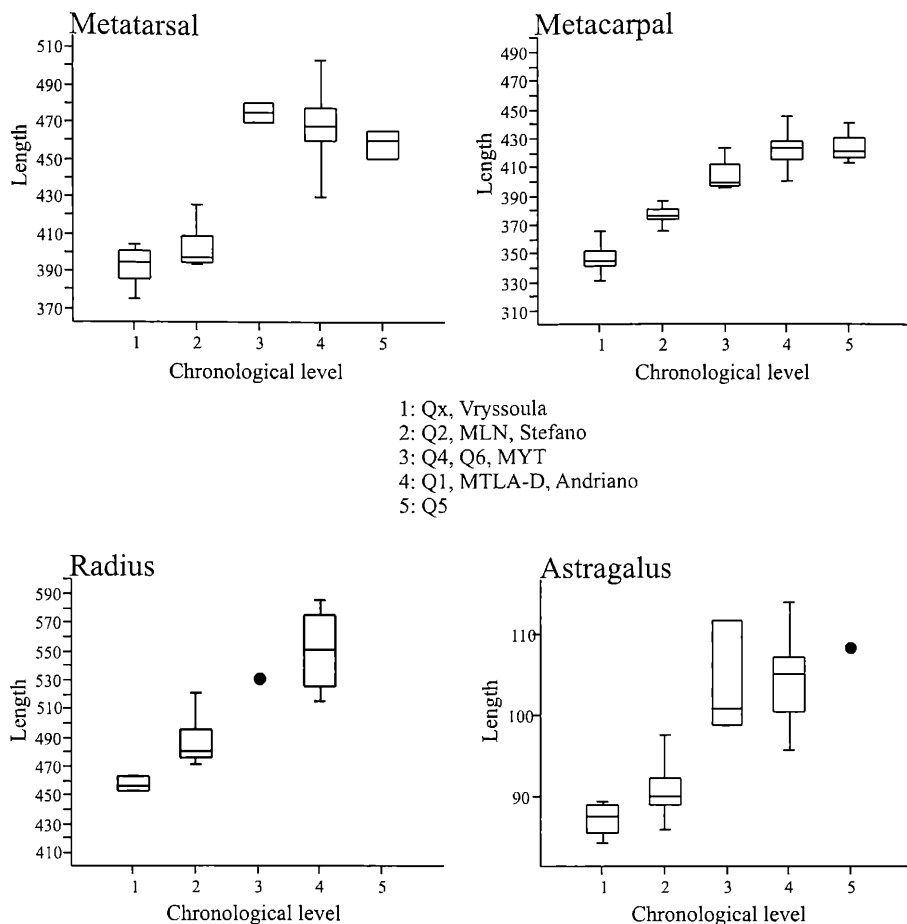 Metatarsal
510
490
470
450
430
410
390
370
Length
1 2 3 4 5
Chronological level
Metacarpal
490
470
450
430
410
390
370
350
330
310
Length
1 2 3 4 5
Chronological level
1: Qx, Vryssoula
2: Q2, MLN, Stefano
3: Q4, Q6, MYT
4: Q1, MTLA-D, Andriano
5: Q5
Radius
590
570
550
530
510
490
470
450
430
410
Length
1 2 3 4 5
Chronological level
Astragalus
110
100
90
Length
1 2 3 4 5
Chronological level